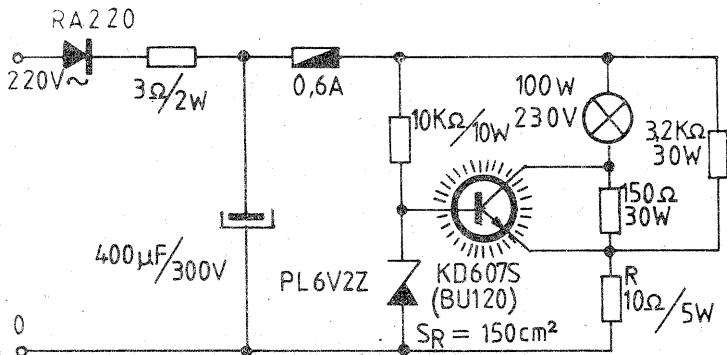 RA220
220V~
3Ω/2W
0,6A
10KΩ/10W
100W
230V
3,2KΩ
30W
150Ω
30W
400µF/300V
PL6V2Z
KD607S
(BU120)
S_R = 150cm²
R
10Ω/5W
0